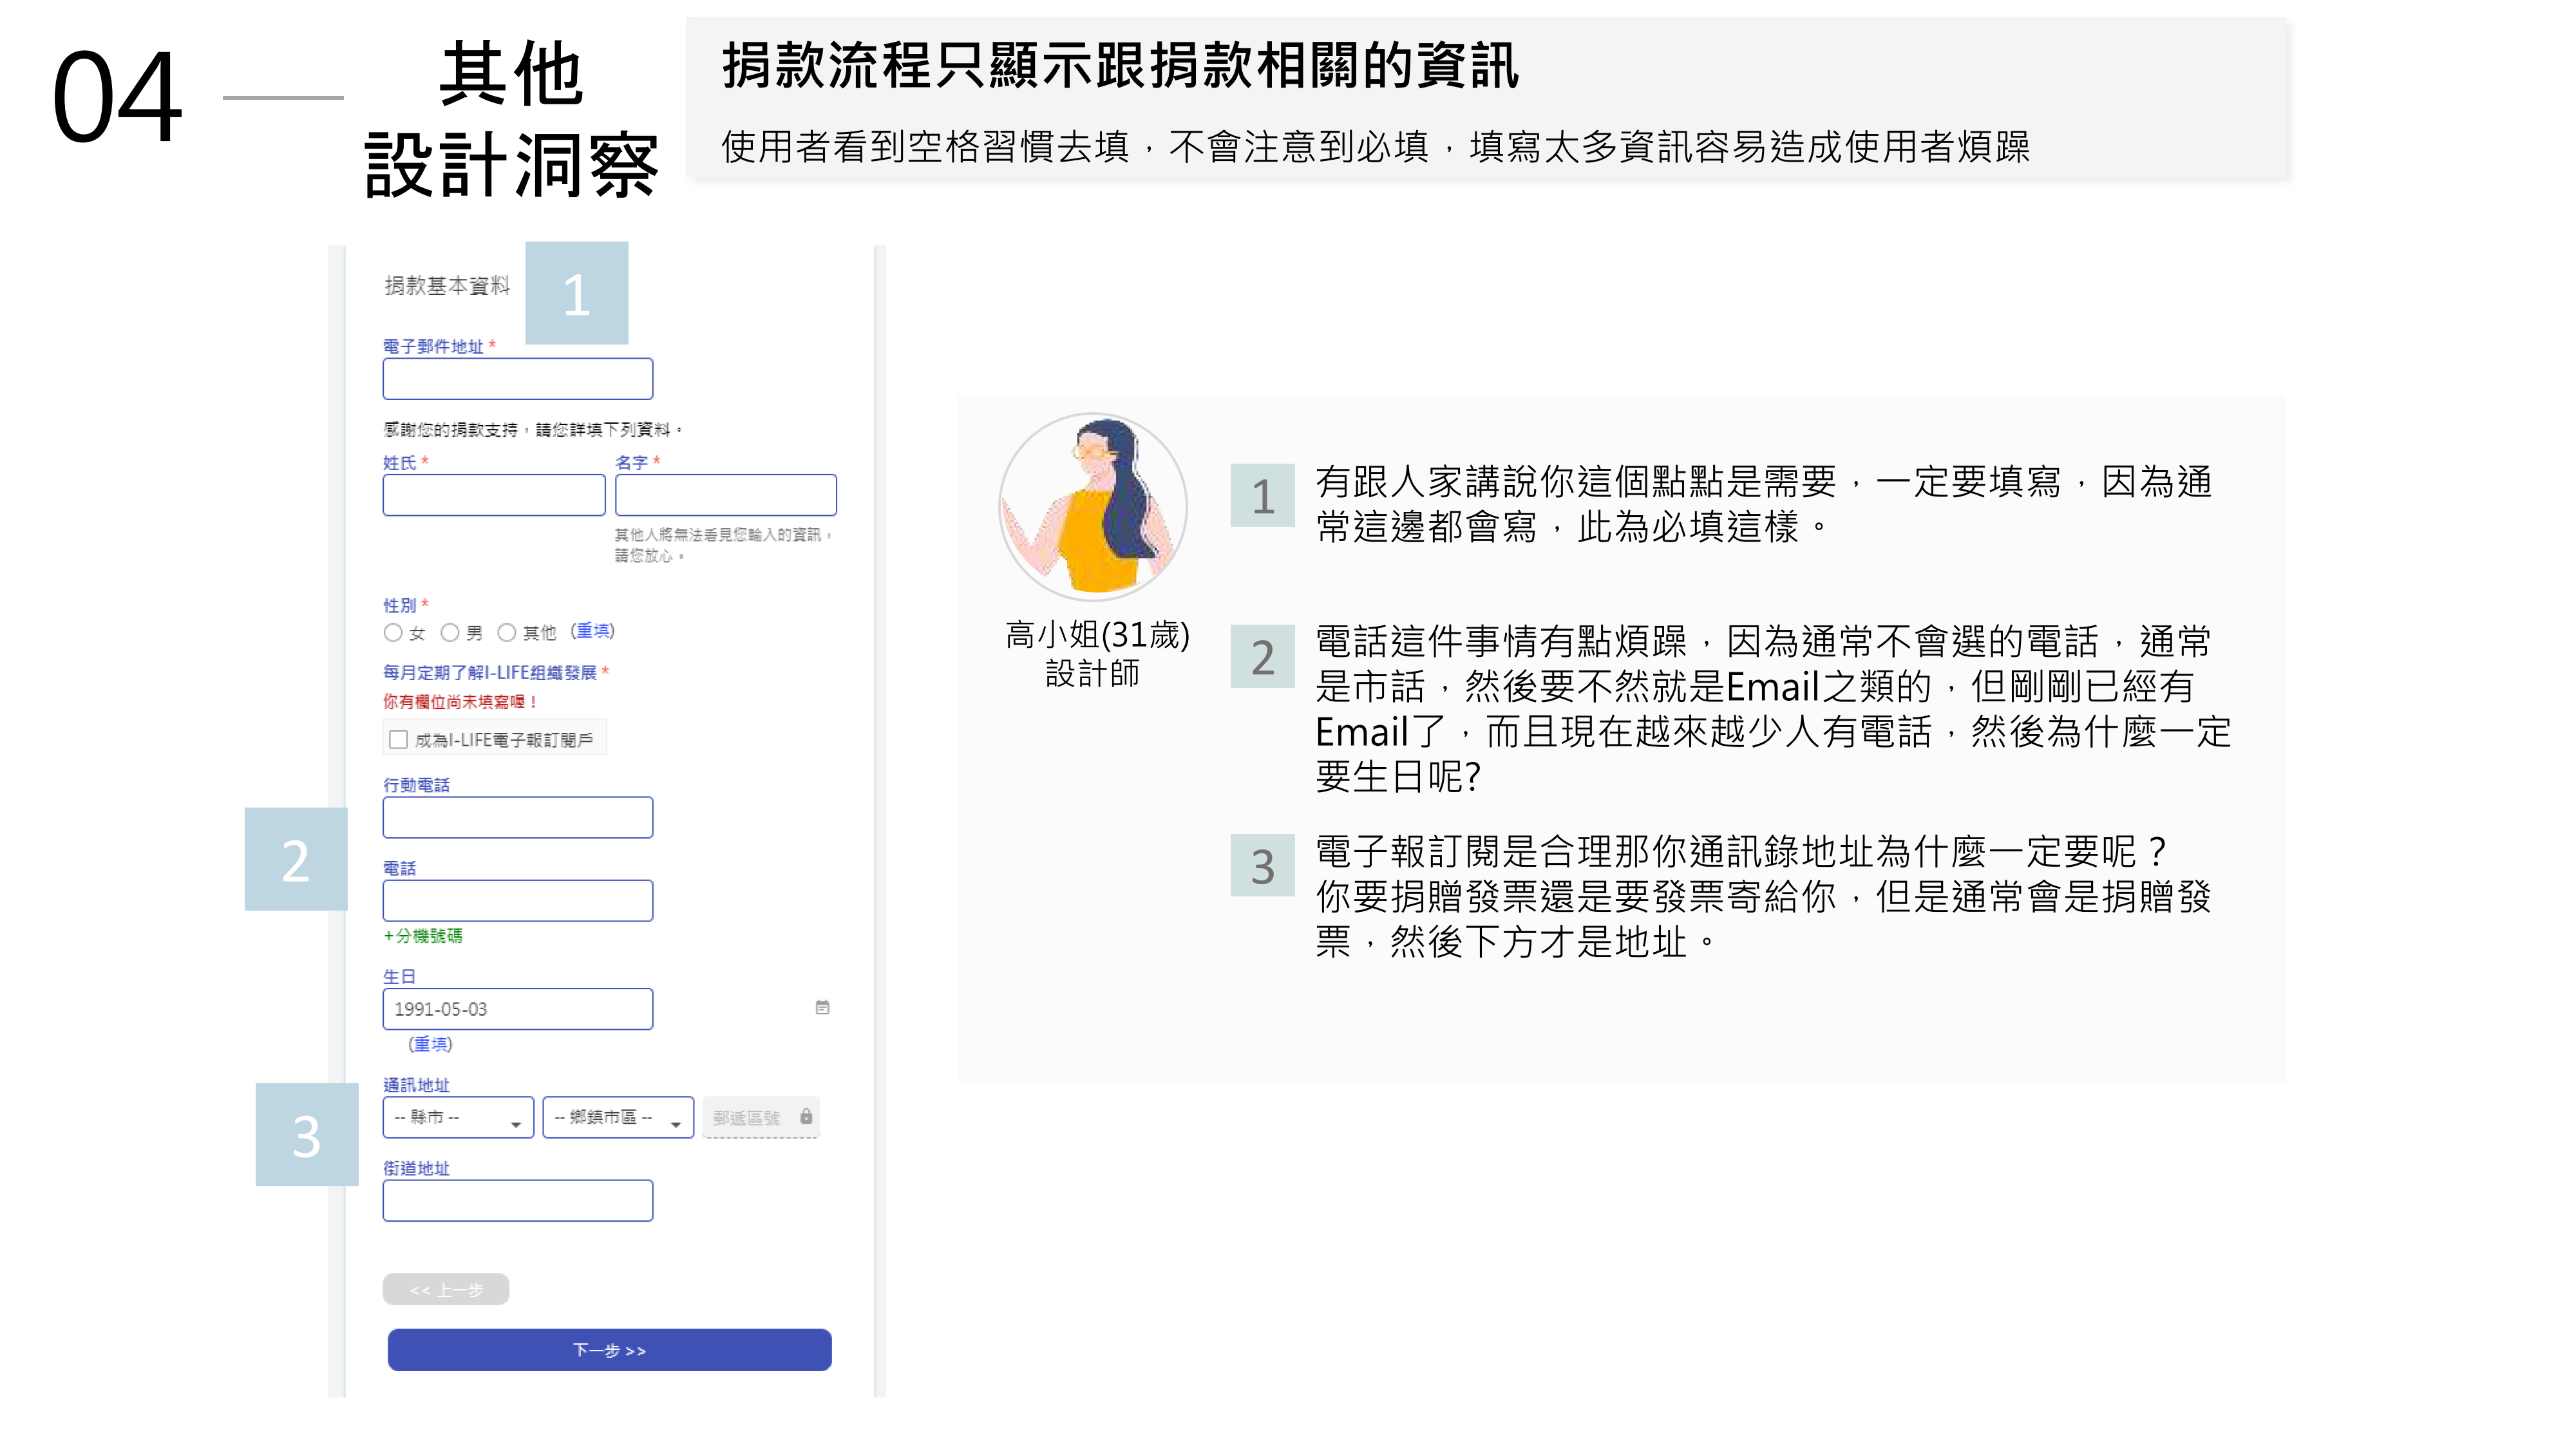 04
其他
設計洞察
捐款流程只顯示跟捐款相關的資訊
使用者看到空格習慣去填，不會注意到必填，填寫太多資訊容易造成使用者煩躁
捐款基本資料
1
電子郵件地址 *
感謝您的捐款支持，請您詳填下列資料。
姓氏 *
名字 *
其他人將無法看見您輸入的資訊，
請您放心。
性別 *
女 男 其他 (重填)
每月定期了解I-LIFE組織發展 *
你有欄位尚未填寫喔！
成為I-LIFE電子報訂閱戶
行動電話
2
電話
+分機號碼
生日
1991-05-03
(重填)
3
通訊地址
-- 縣市 --
-- 鄉鎮市區 --
郵遞區號
街道地址
<< 上一步
下一步 >>
高小姐(31歲)
設計師
1
有跟人家講說你這個點點是需要，一定要填寫，因為通
常這邊都會寫，此為必填這樣。
2
電話這件事情有點煩躁，因為通常不會選的電話，通常
是市話，然後要不然就是Email之類的，但剛剛已經有
Email了，而且現在越來越少人有電話，然後為什麼一定
要生日呢?
3
電子報訂閱是合理那你通訊錄地址為什麼一定要呢？
你要捐贈發票還是要發票寄給你，但是通常會是捐贈發
票，然後下方才是地址。